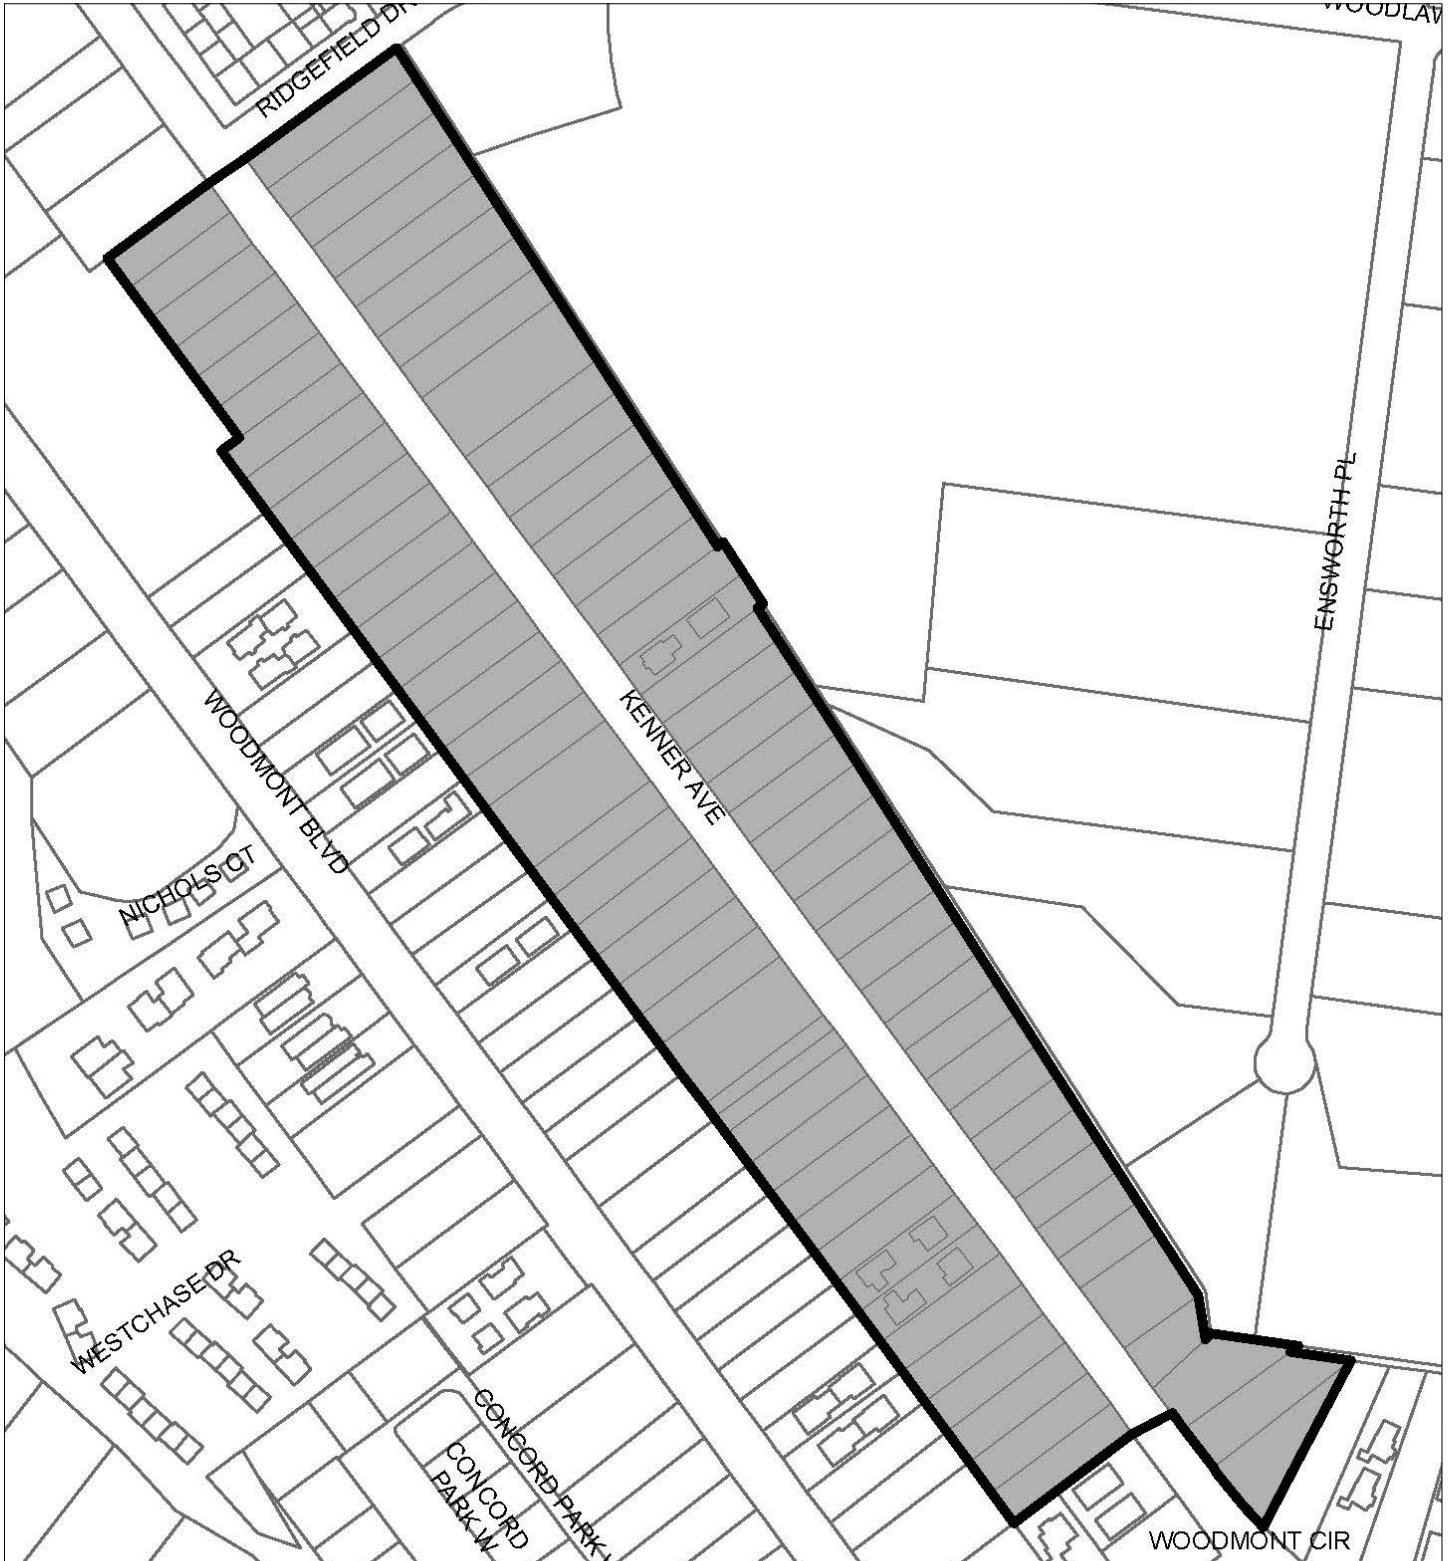 WOODLAW
RIDGEFIELD DR
ENSWORTH PL
KENNER AVE
WOODMONT BLVD
NICHOLS CT
WESTCHASE DR
CONCORD PARK
CONCORD
PARK W
WOODMONT CIR